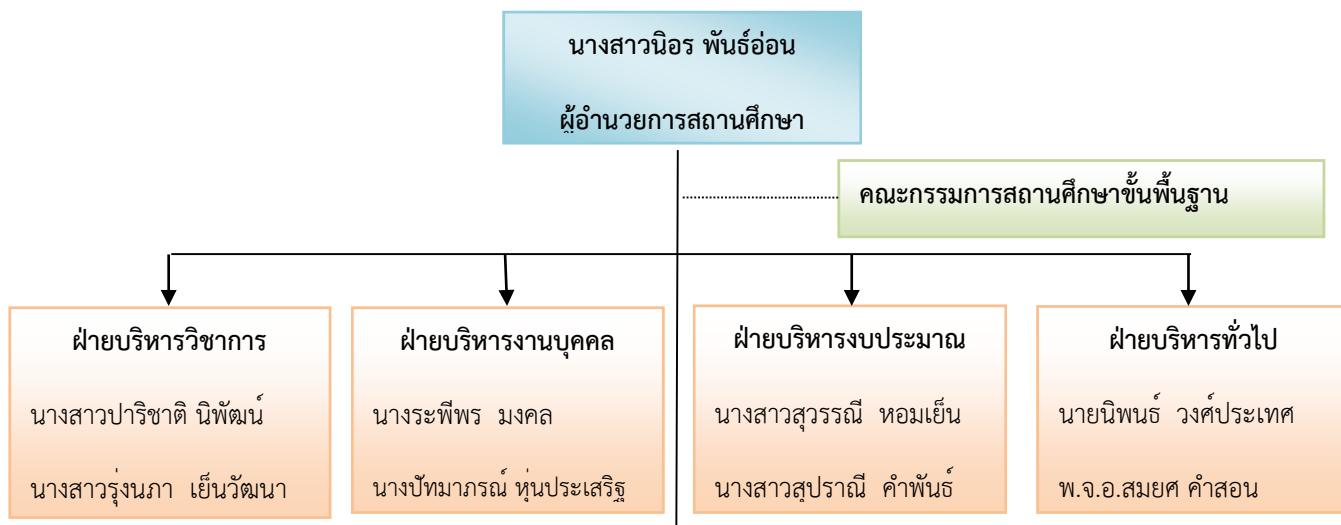 นางสาวนิอร พันธ์อ่อน
ผู้อำนวยการสถานศึกษา
คณะกรรมการสถานศึกษาขั้นพื้นฐาน
ฝ่ายบริหารวิชาการ
นางสาวปาริชาติ นิพัฒน์
นางสาวรุ่งนภา เย็นวัฒนา
ฝ่ายบริหารงานบุคคล
นางระพีพร มงคล
นางปัทมาภรณ์ หุ่นประเสริฐ
ฝ่ายบริหารงบประมาณ
นางสาวสุวรรณี หอมเย็น
นางสาวสุปราณี คำพันธ์
ฝ่ายบริหารทั่วไป
นายนิพนธ์ วงศ์ประเทศ
พ.จ.อ.สมยศ คำสอน